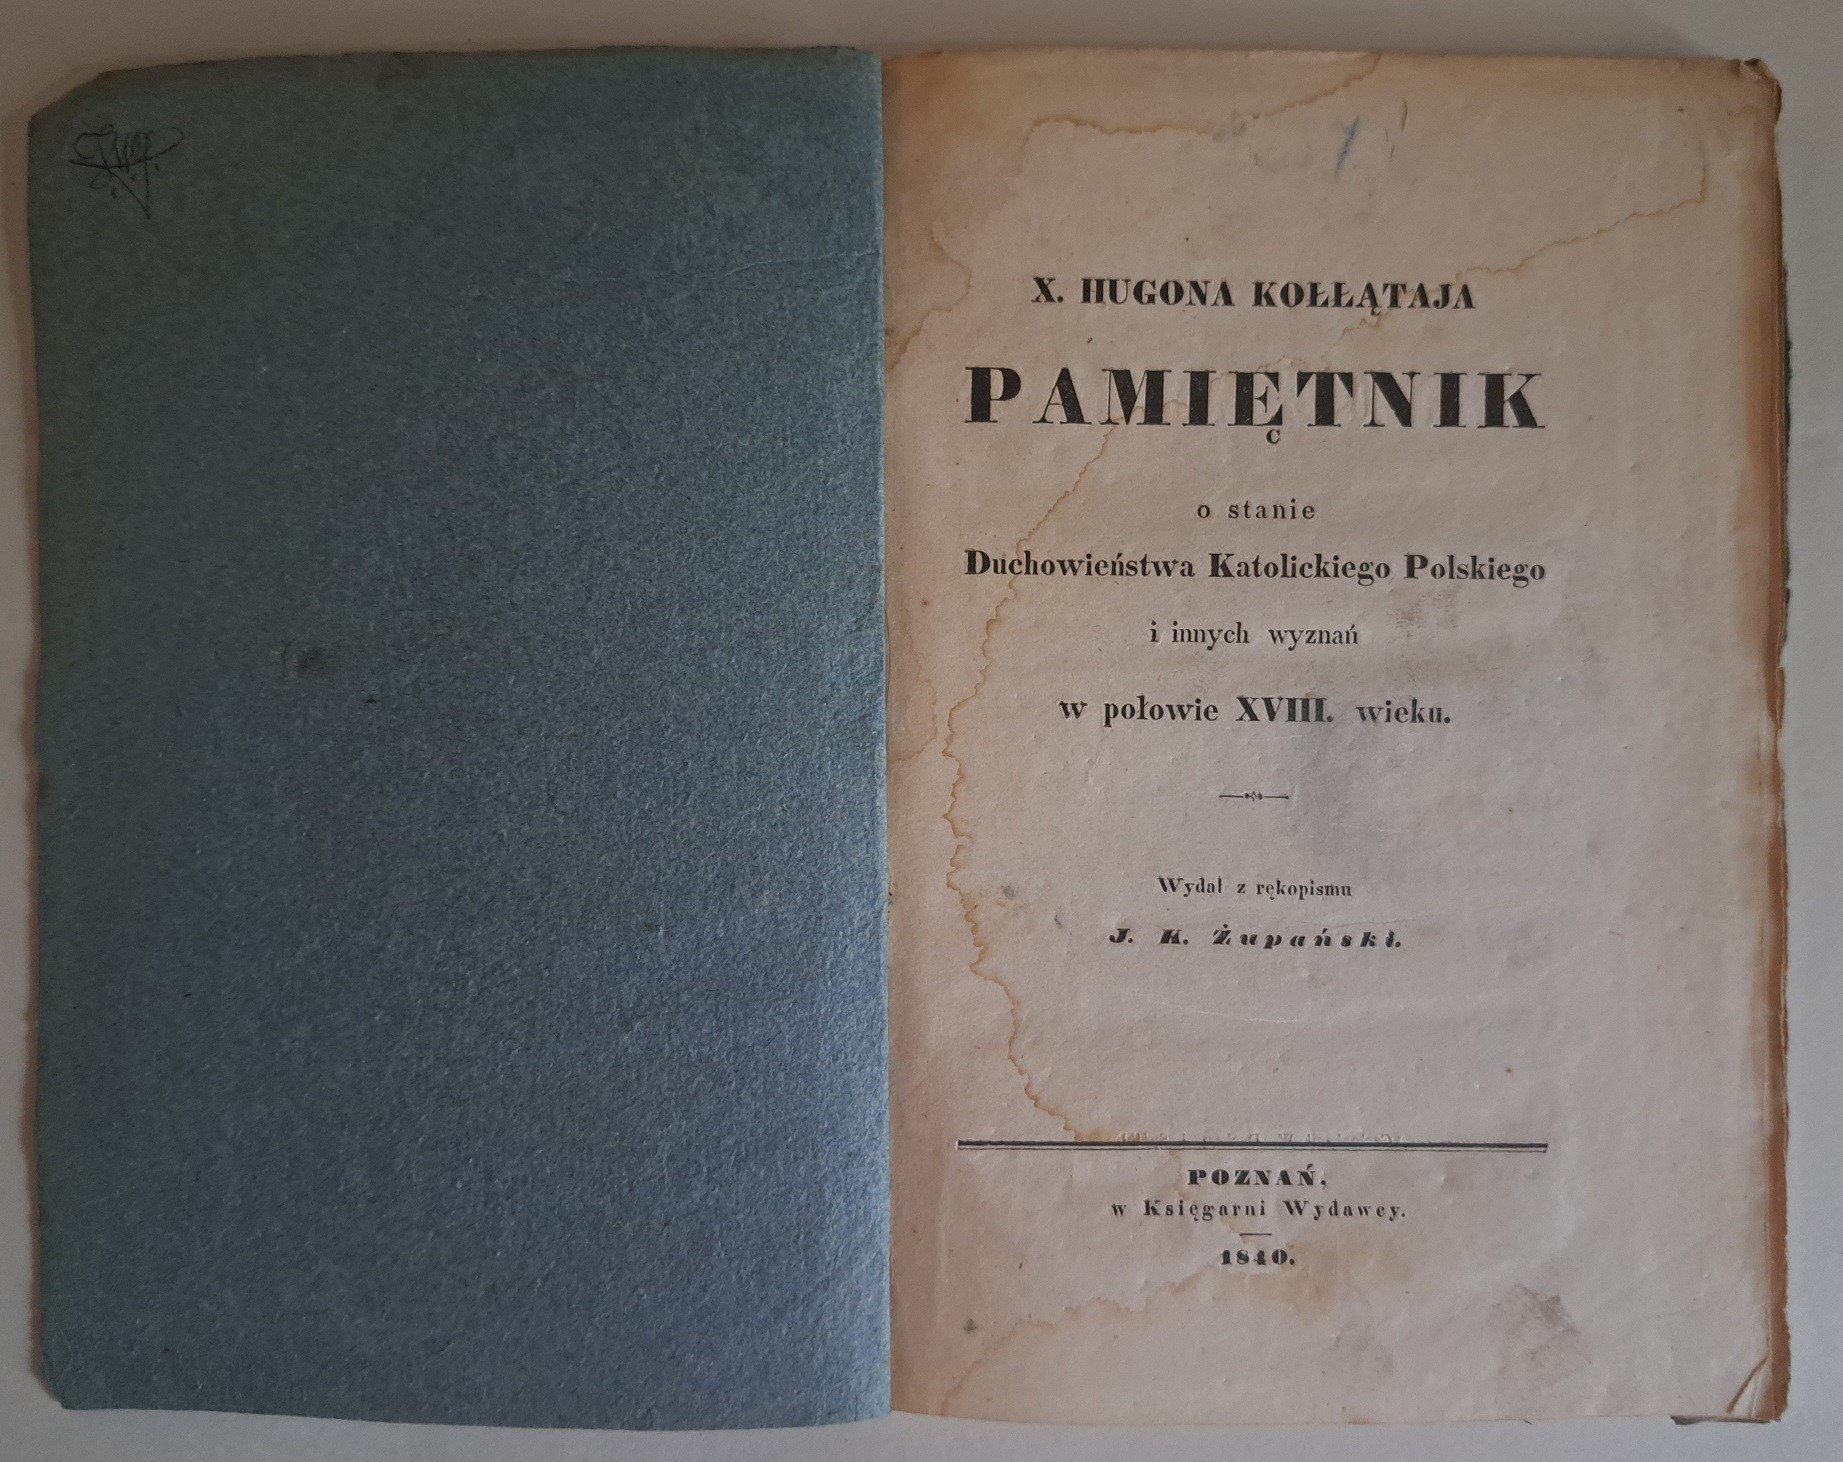 X. HUGONA KOŁŁĄTAJA
PAMIĘTNIK
o stanie
Duchowieństwa Katolickiego Polskiego
i innych wyznań
w połowie XVIII. wieku.
Wydał z rękopismu
J. K. Żupański.
POZNAŃ,
w Księgarni Wydawcy.
1840.